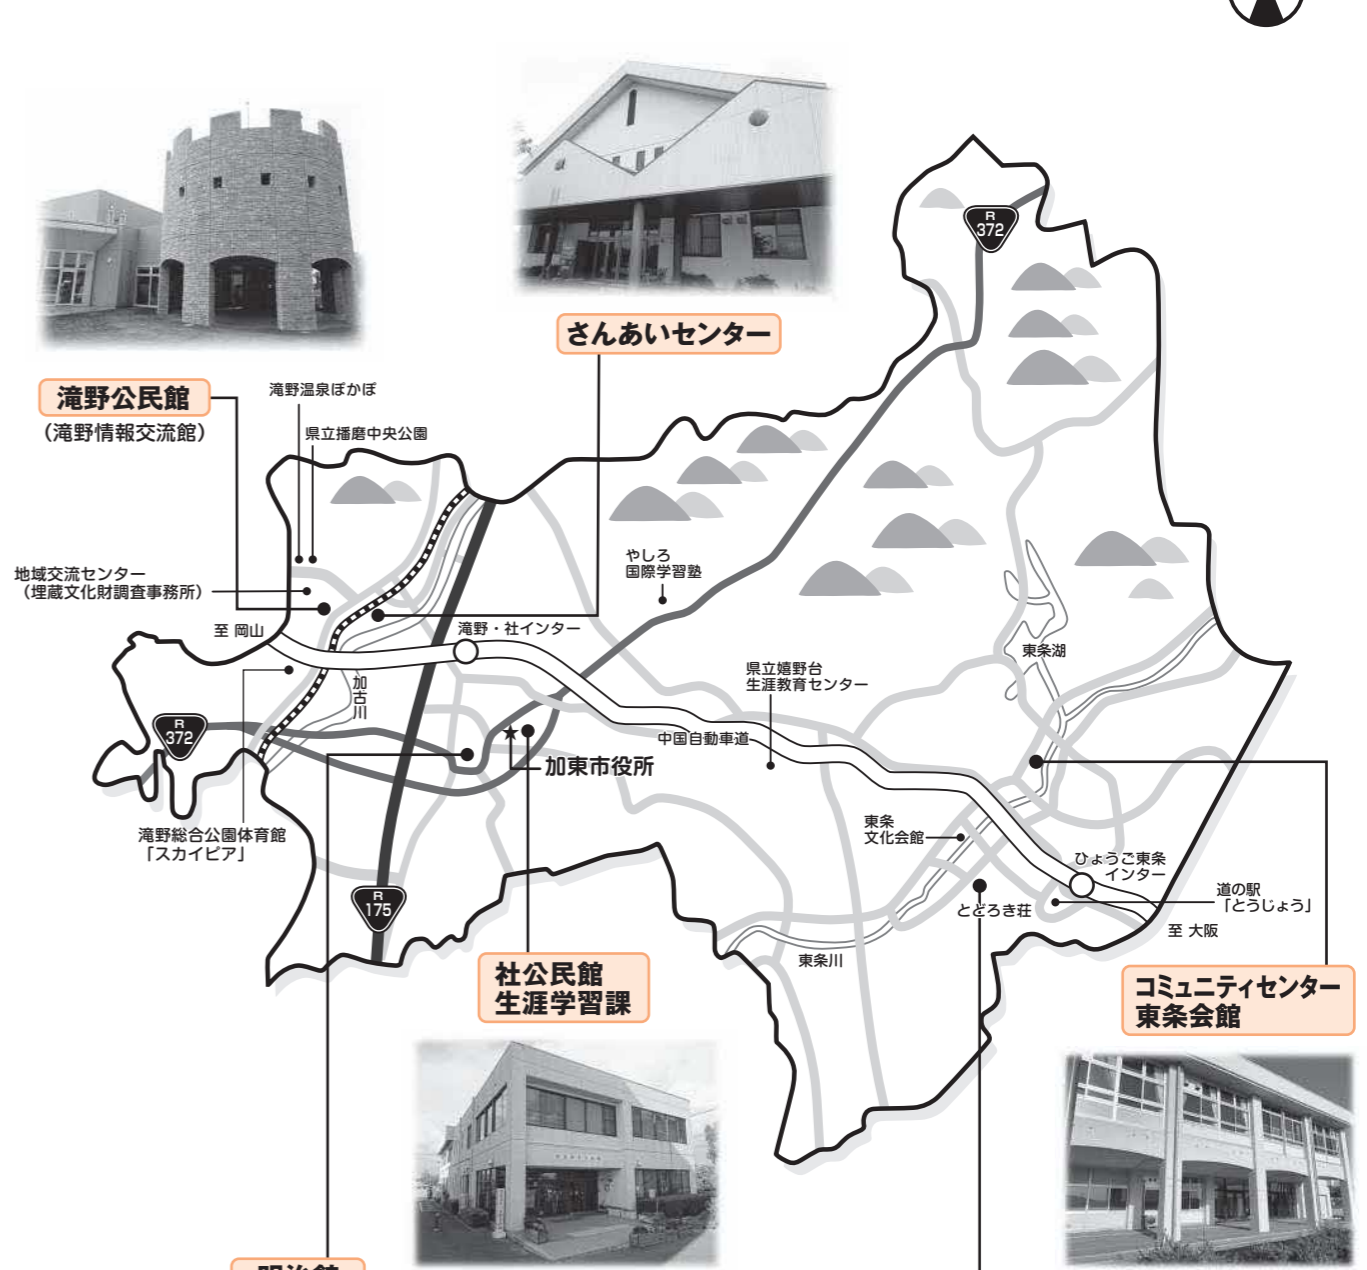 R
372
さんあいセンター
滝野公民館
（滝野情報交流館）
滝野温泉ぽかぽ
県立播磨中央公園
地域交流センター
（埋蔵文化財調査事務所）
至 岡山
やしろ
国際学習塾
滝野・社インター
加古川
東条湖
県立嬉野台
生涯教育センター
R
372
中国自動車道
加東市役所
滝野総合公園体育館
「スカイピア」
東条
文化会館
ひょうご東条
インター
道の駅
「とうじょう」
とどろき荘
至 大阪
R
175
東条川
社公民館
生涯学習課
コミュニティセンター
東条会館
明治館